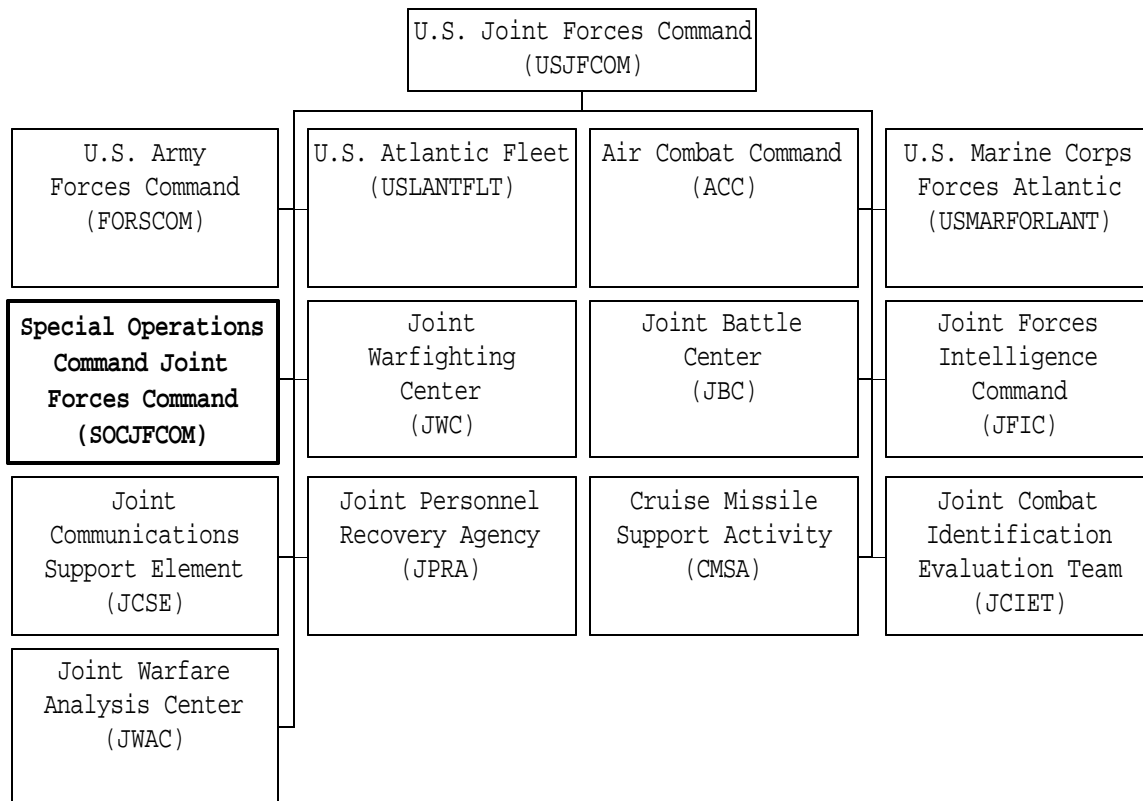 U.S. Joint Forces Command
(USJFCOM)
U.S. Army
Forces Command
(FORSCOM)
U.S. Atlantic Fleet
(USLANTFLT)
Air Combat Command
(ACC)
U.S. Marine Corps
Forces Atlantic
(USMARFORLANT)
Special Operations
Command Joint
Forces Command
(SOCJFCOM)
Joint
Warfighting
Center
(JWC)
Joint Battle
Center
(JBC)
Joint Forces
Intelligence
Command
(JFIC)
Joint
Communications
Support Element
(JCSE)
Joint Personnel
Recovery Agency
(JPRA)
Cruise Missile
Support Activity
(CMSA)
Joint Combat
Identification
Evaluation Team
(JCIET)
Joint Warfare
Analysis Center
(JWAC)